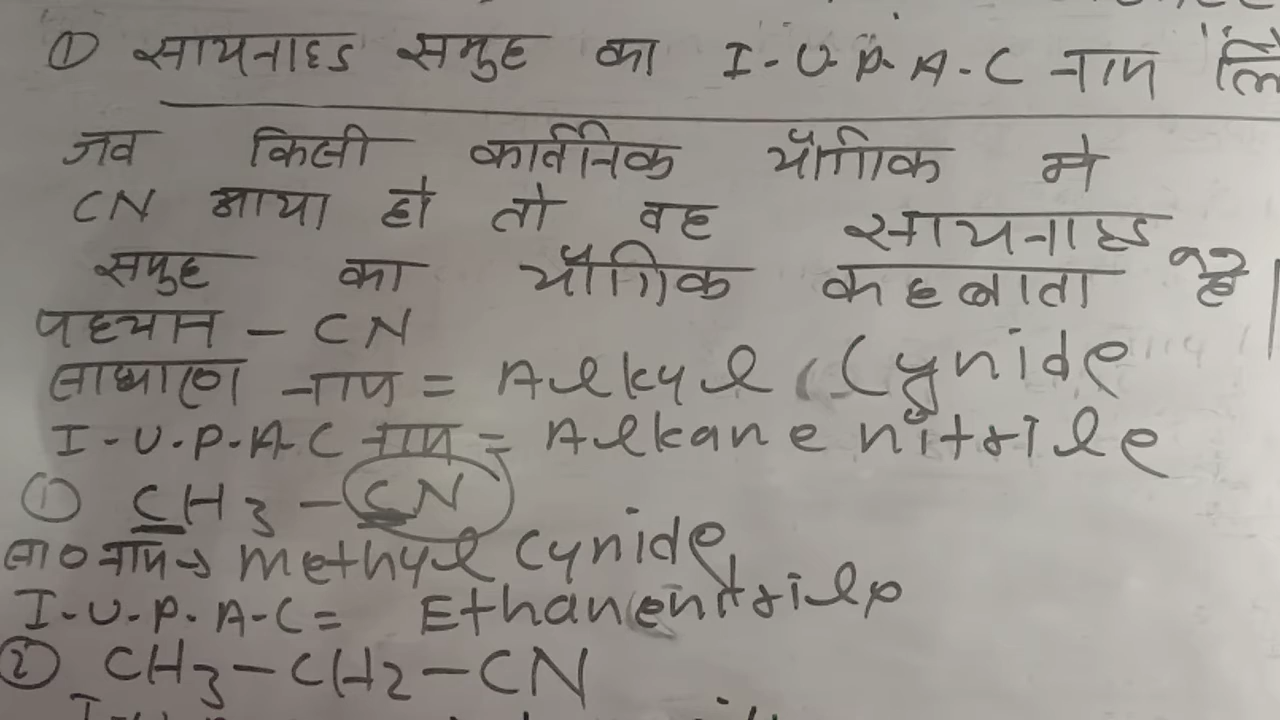 ① सायनाइड समुह का I-U.P.A-C नाम लि
जब किसी कार्बनिक यौगिक मे
CN आया हो तो वह सायनाइड
समुह का यौगिक कहलाता है।
पहचान - CN
साधारण नाम = Alkyl Cynide
I-U.P.A-C नाम = Alkane nitrile
① CH3-CN
सा० नाम→ methyl Cynide
I-U.P.A-C = Ethanenitrile
② CH3-CH2-CN